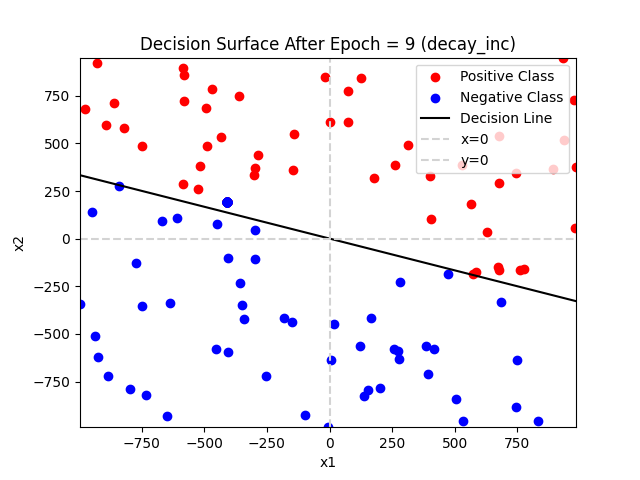 Decision Surface After Epoch = 9 (decay_inc)
Positive Class
Negative Class
Decision Line
x=0
y=0
x2
750
500
250
0
−250
−500
−750
−750
−500
−250
0
250
500
750
x1